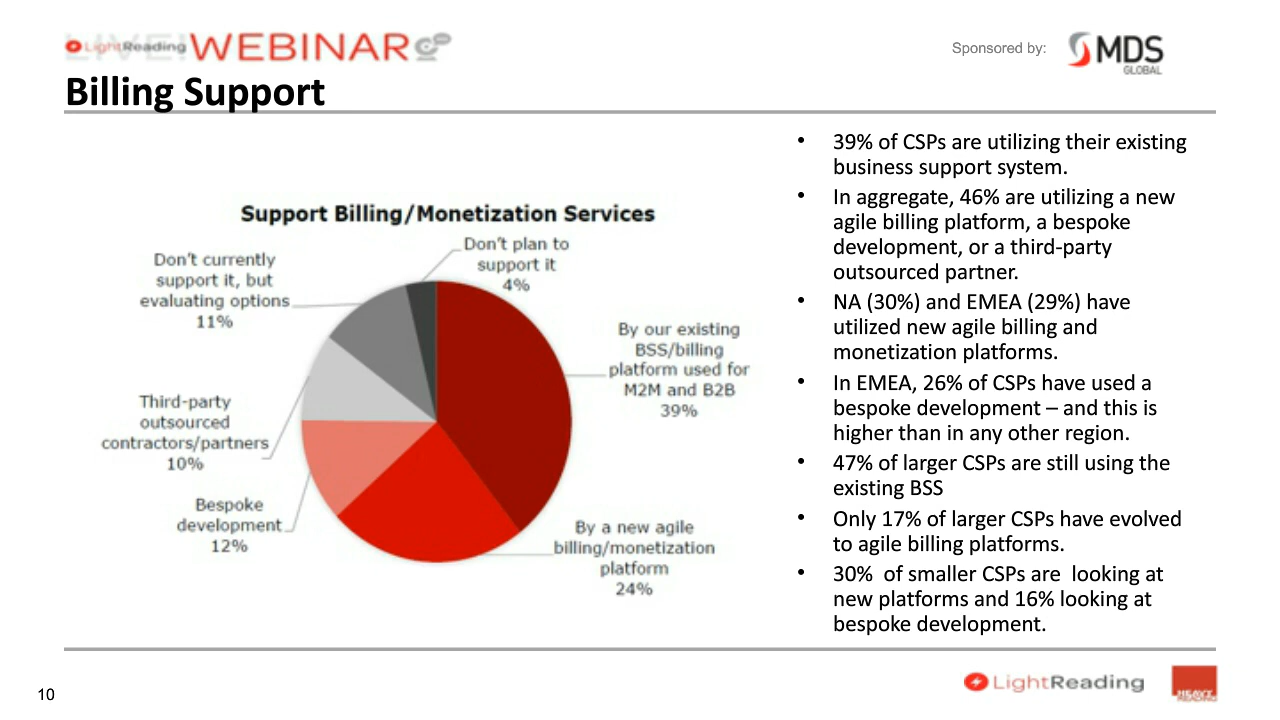 LIVE!
LightReading WEBINAR
Sponsored by:
MDS
GLOBAL
Billing Support
Support Billing/Monetization Services
Don't plan to
support it
4%
Don't currently
support it, but
evaluating options
11%
By our existing
BSS/billing
platform used for
M2M and B2B
39%
Third-party
outsourced
contractors/partners
10%
Bespoke
development
12%
By a new agile
billing/monetization
platform
24%
• 39% of CSPs are utilizing their existing
business support system.
• In aggregate, 46% are utilizing a new
agile billing platform, a bespoke
development, or a third-party
outsourced partner.
• NA (30%) and EMEA (29%) have
utilized new agile billing and
monetization platforms.
• In EMEA, 26% of CSPs have used a
bespoke development – and this is
higher than in any other region.
• 47% of larger CSPs are still using the
existing BSS
• Only 17% of larger CSPs have evolved
to agile billing platforms.
• 30% of smaller CSPs are looking at
new platforms and 16% looking at
bespoke development.
10
LightReading
HEAVY
READING